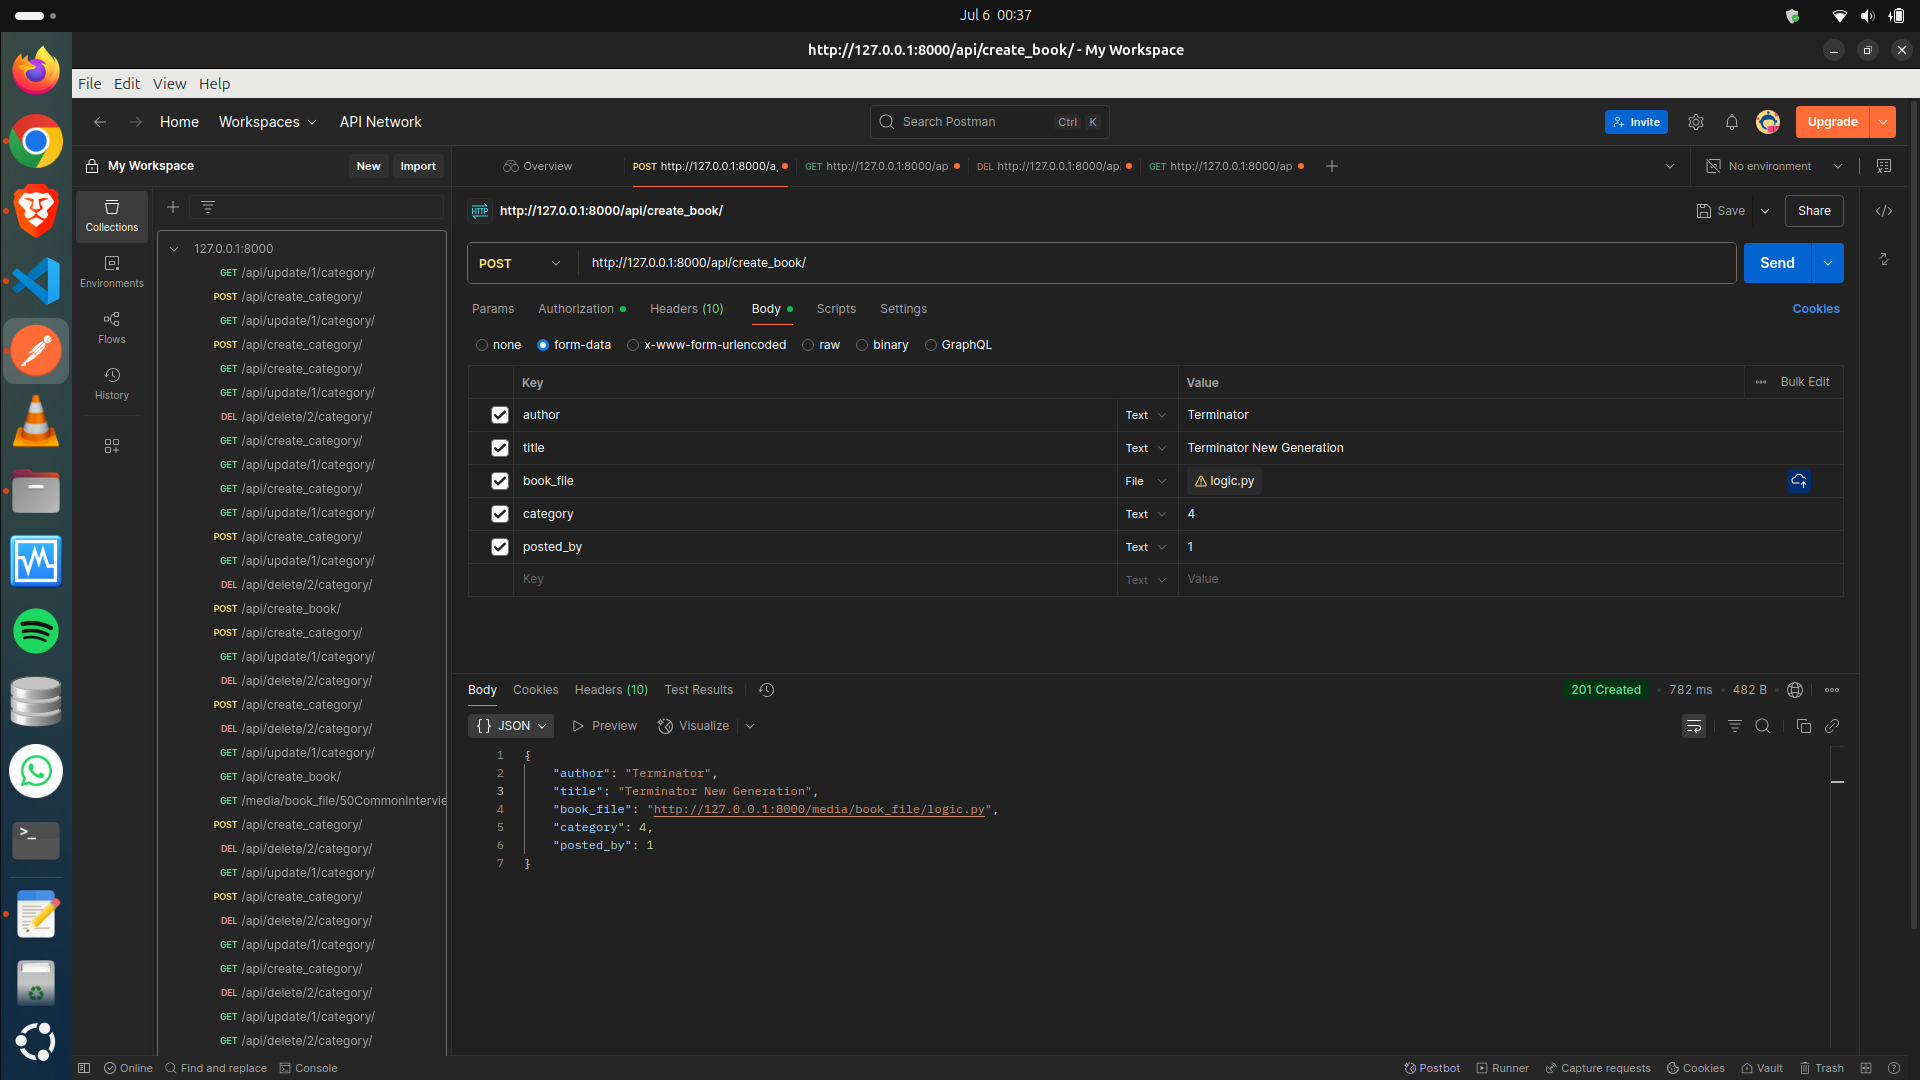 Jul 6 00:37
http://127.0.0.1:8000/api/create_book/ - My Workspace
File Edit View Help
Home Workspaces API Network
Search Postman Ctrl K
Invite
Upgrade
My Workspace New Import
Overview
POST http://127.0.0.1:8000/a
GET http://127.0.0.1:8000/ap
DEL http://127.0.0.1:8000/ap
GET http://127.0.0.1:8000/ap
No environment
Collections
Environments
Flows
History
127.0.0.1:8000
GET /api/update/1/category/
POST /api/create_category/
GET /api/update/1/category/
POST /api/create_category/
GET /api/create_category/
GET /api/update/1/category/
DEL /api/delete/2/category/
GET /api/create_category/
GET /api/update/1/category/
GET /api/create_category/
GET /api/update/1/category/
POST /api/create_category/
GET /api/update/1/category/
DEL /api/delete/2/category/
POST /api/create_book/
POST /api/create_category/
GET /api/update/1/category/
DEL /api/delete/2/category/
POST /api/create_category/
DEL /api/delete/2/category/
GET /api/update/1/category/
GET /api/create_book/
GET /media/book_file/50CommonIntervie
POST /api/create_category/
DEL /api/delete/2/category/
GET /api/update/1/category/
POST /api/create_category/
DEL /api/delete/2/category/
GET /api/update/1/category/
GET /api/create_category/
DEL /api/delete/2/category/
GET /api/update/1/category/
DEL /api/delete/2/category/
HTTP http://127.0.0.1:8000/api/create_book/
Save Share
POST http://127.0.0.1:8000/api/create_book/ Send
Params Authorization Headers (10) Body Scripts Settings Cookies
none form-data x-www-form-urlencoded raw binary GraphQL
Key Value Bulk Edit
author Text Terminator
title Text Terminator New Generation
book_file File logic.py
category Text 4
posted_by Text 1
Key Text Value
Body Cookies Headers (10) Test Results
201 Created 782 ms 482 B
{} JSON Preview Visualize
1 {
2 "author": "Terminator",
3 "title": "Terminator New Generation",
4 "book_file": "http://127.0.0.1:8000/media/book_file/logic.py",
5 "category": 4,
6 "posted_by": 1
7 }
Online Find and replace Console
Postbot Runner Capture requests Cookies Vault Trash